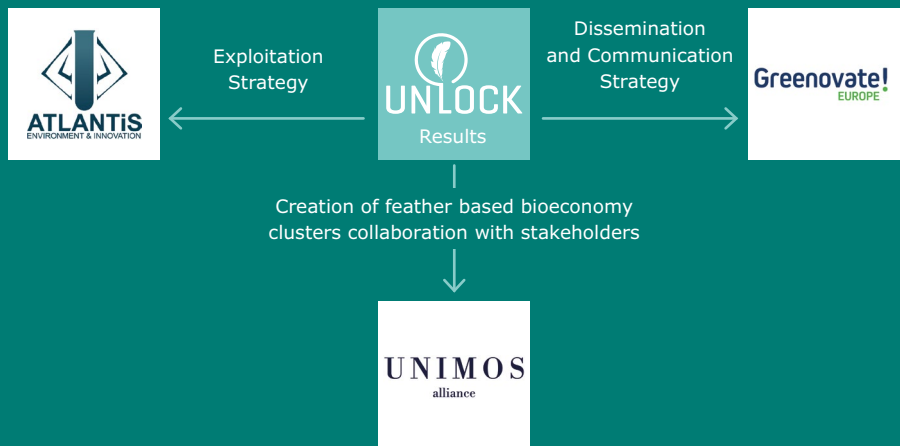 Exploitation
Strategy
ATLANTiS
ENVIRONMENT & INNOVATION
UNLOCK
Results
Dissemination
and Communication
Strategy
Greenovate!
EUROPE
Creation of feather based bioeconomy
clusters collaboration with stakeholders
UNIMOS
alliance